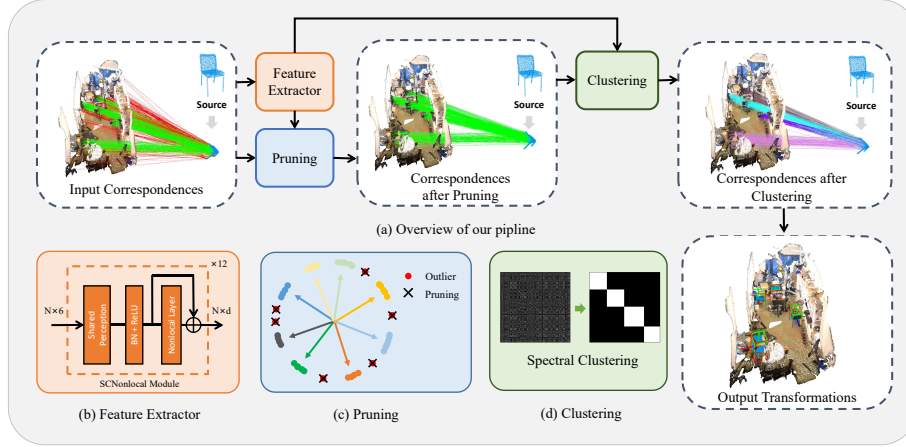 Source
Input Correspondences
Feature
Extractor
Pruning
Source
Correspondences
after Pruning
Clustering
Source
Correspondences after
Clustering
(a) Overview of our pipline
×12
N×6
Shared
Perception
BN + ReLU
Nonlocal Layer
N×d
SCNonlocal Module
(b) Feature Extractor
Outlier
Pruning
(c) Pruning
Spectral Clustering
(d) Clustering
Output Transformations